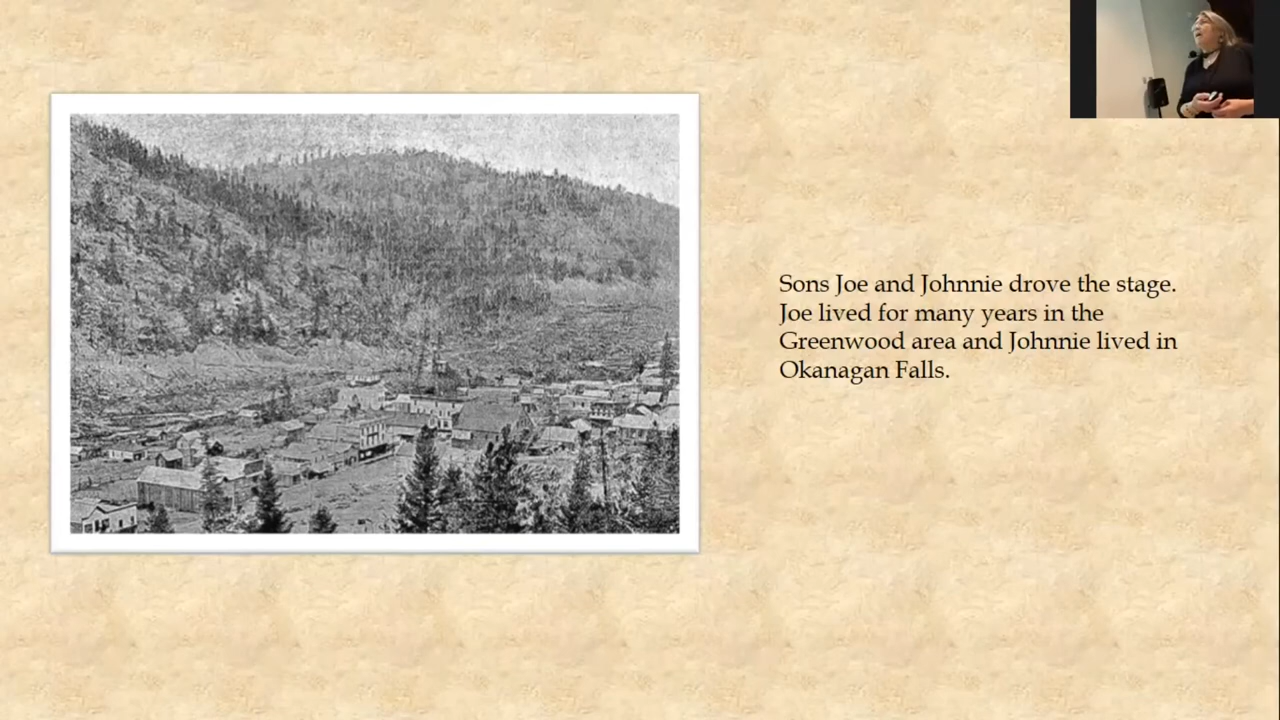 Sons Joe and Johnnie drove the stage.
Joe lived for many years in the
Greenwood area and Johnnie lived in
Okanagan Falls.